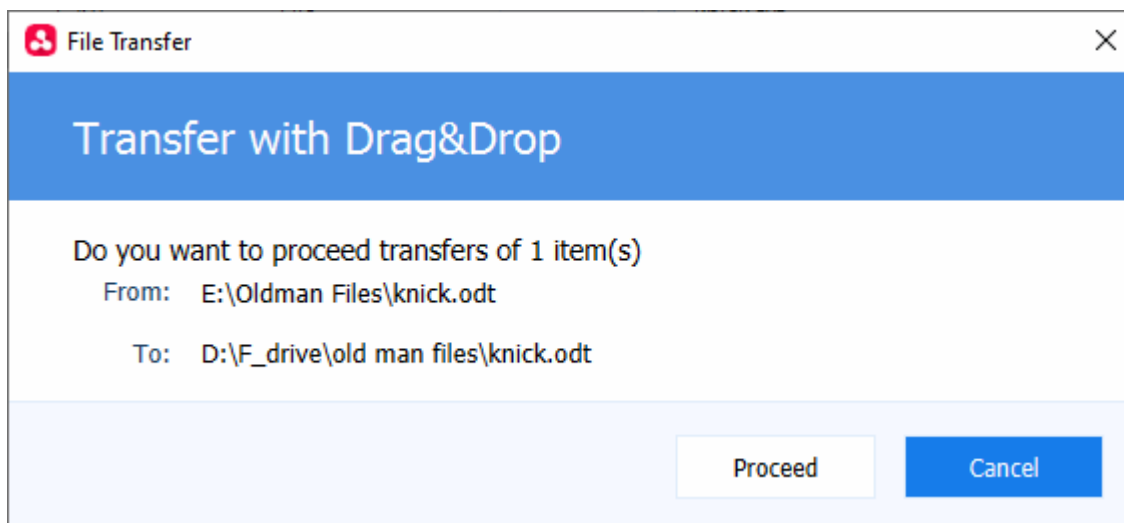 File Transfer
Transfer with Drag&Drop
Do you want to proceed transfers of 1 item(s)
From: E:\Oldman Files\knick.odt
To: D:\F_drive\old man files\knick.odt
Proceed Cancel